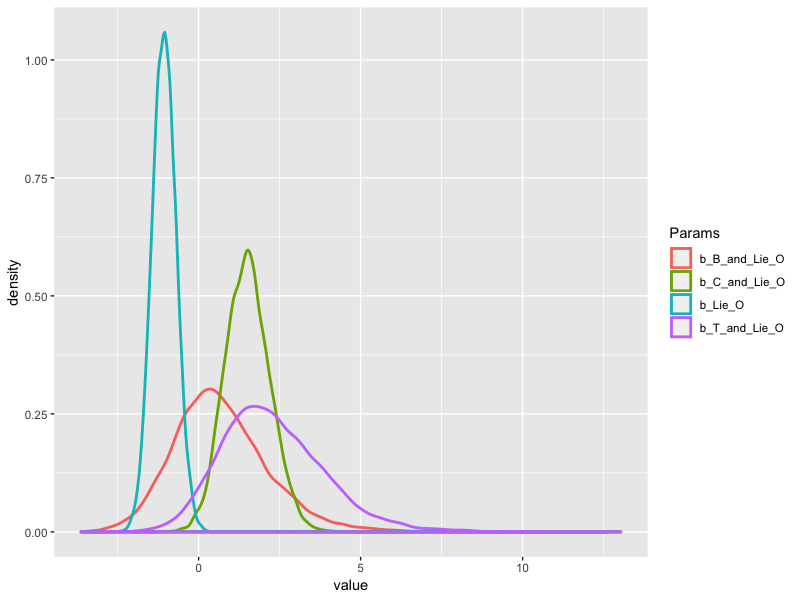 1.00
0.75
0.50
0.25
0.00
density
0
5
10
value
Params
b_B_and_Lie_O
b_C_and_Lie_O
b_Lie_O
b_T_and_Lie_O